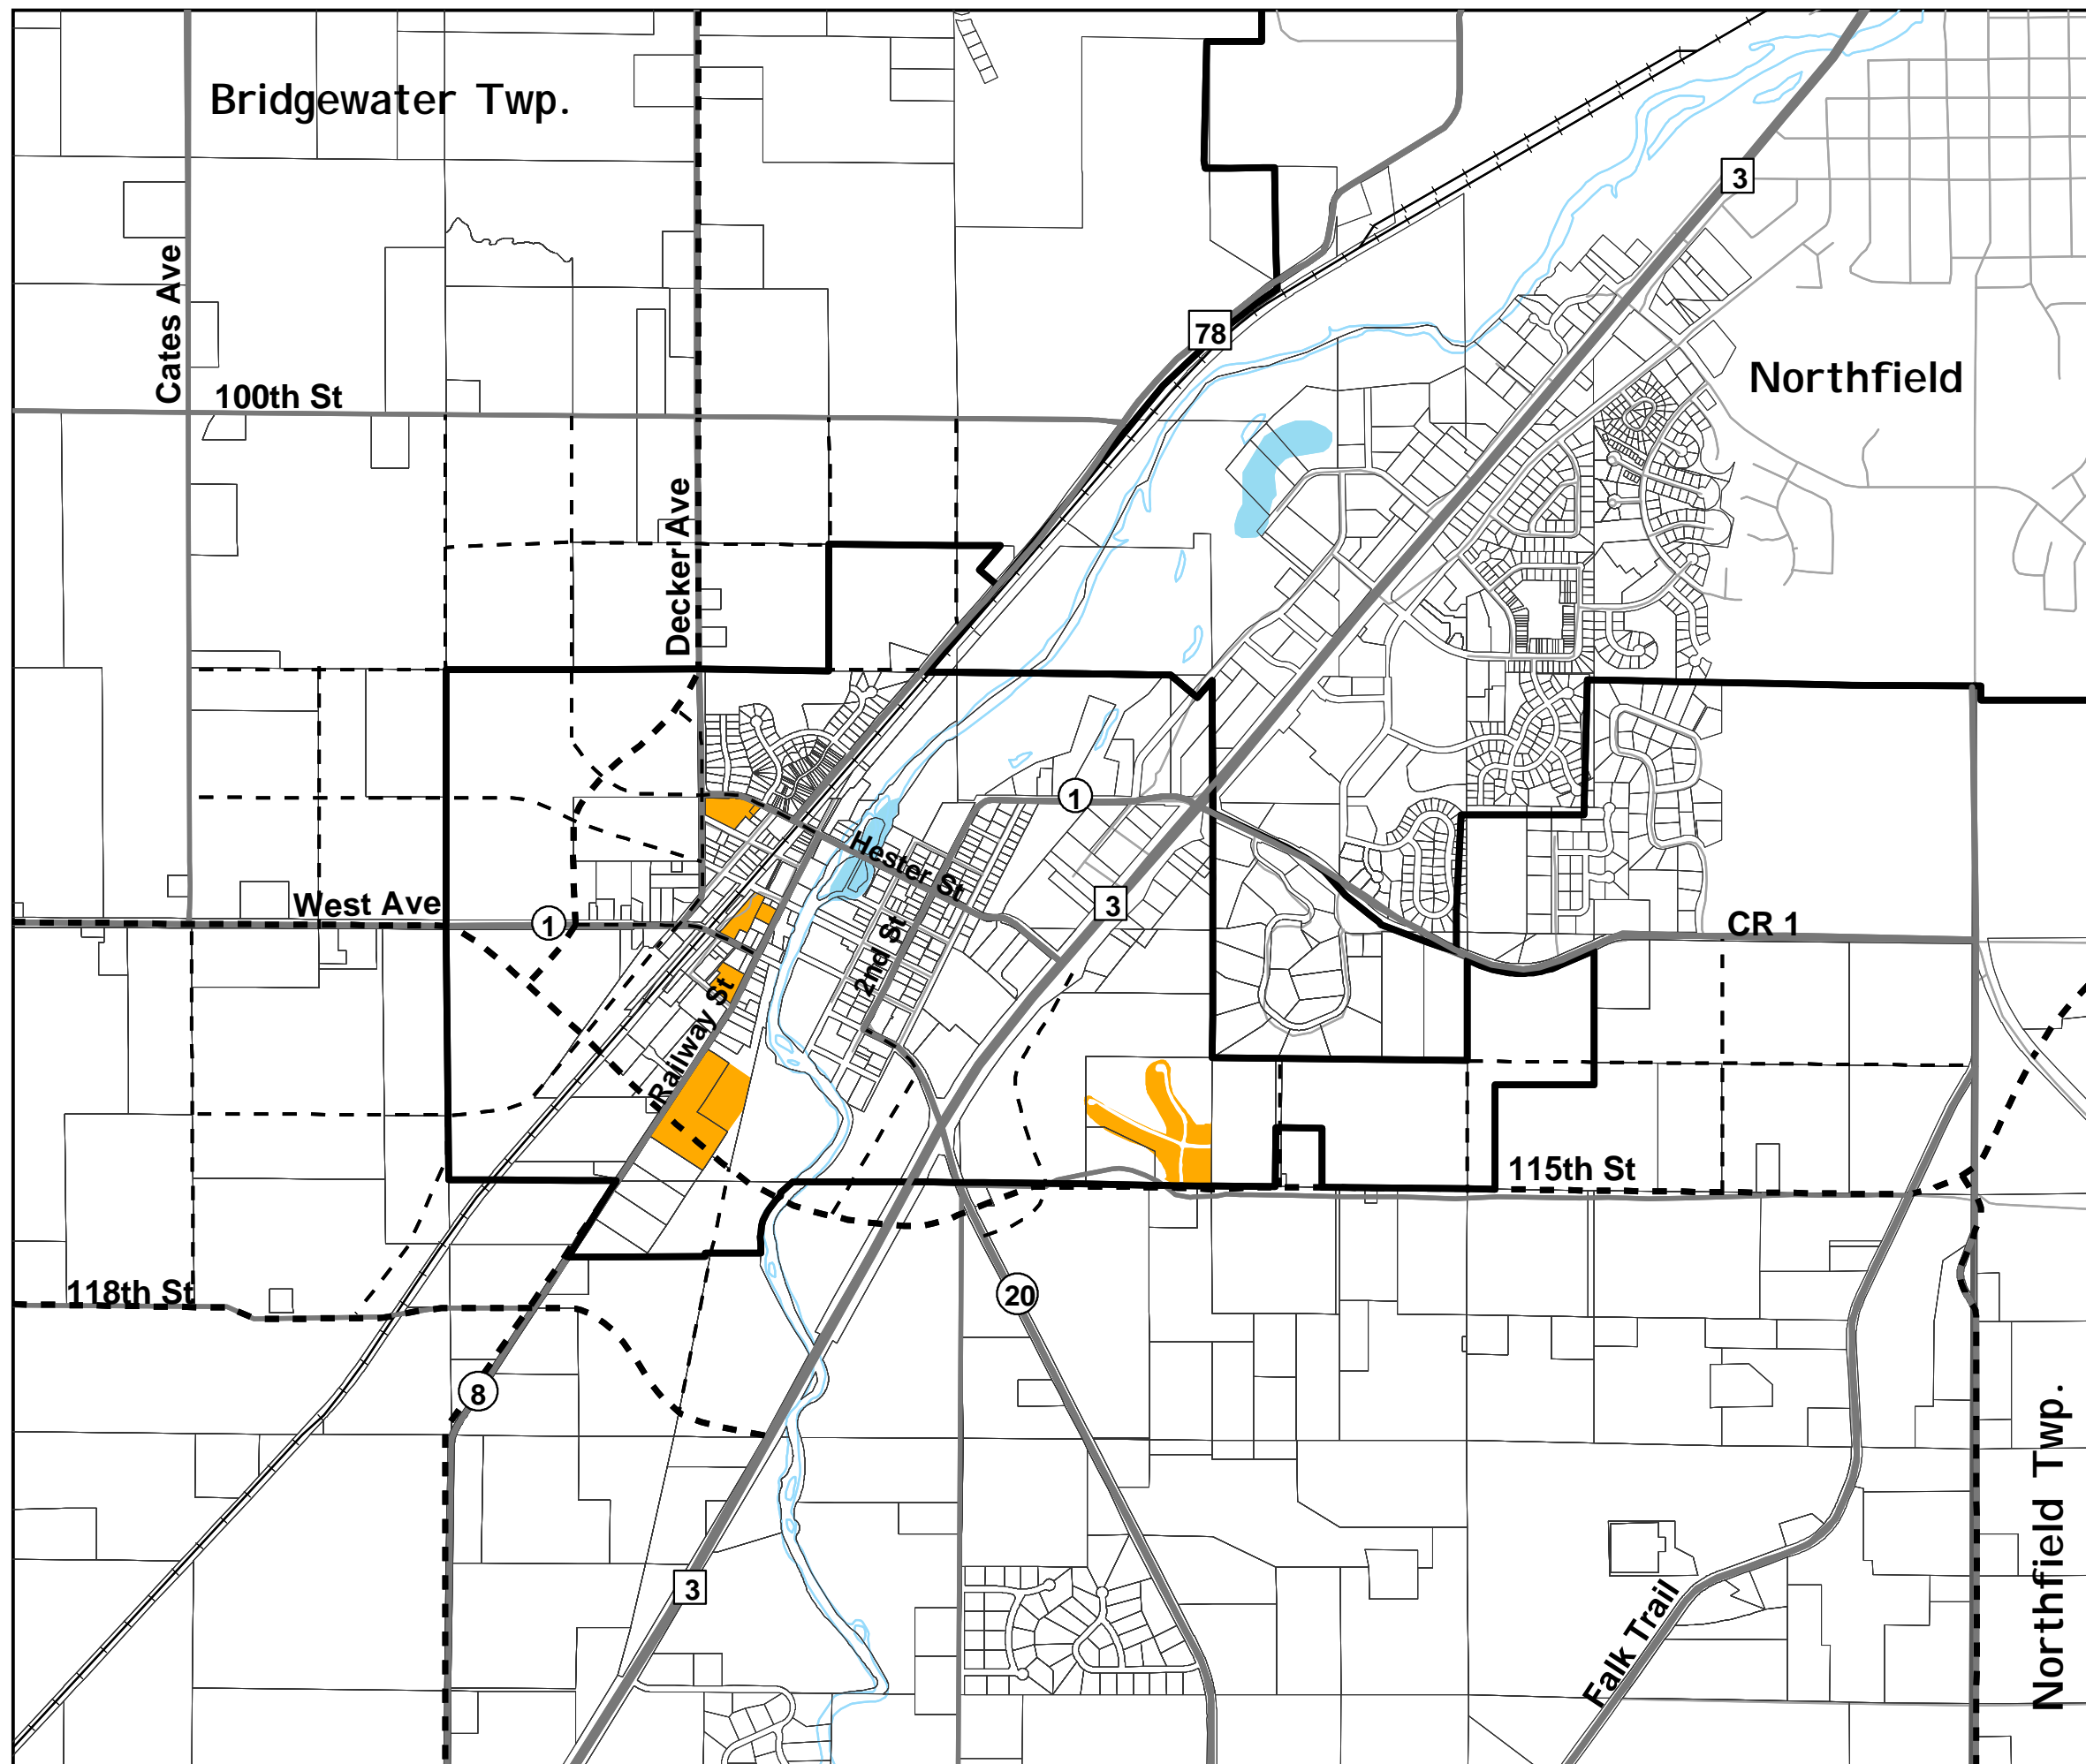 Bridgewater Twp.
3
Cates Ave
78
Northfield
100th St
Decker Ave
1
Hester St
West Ave
1
3
2nd St
CR 1
Railway St
115th St
118th St
20
8
Northfield Twp.
3
Falk Trail